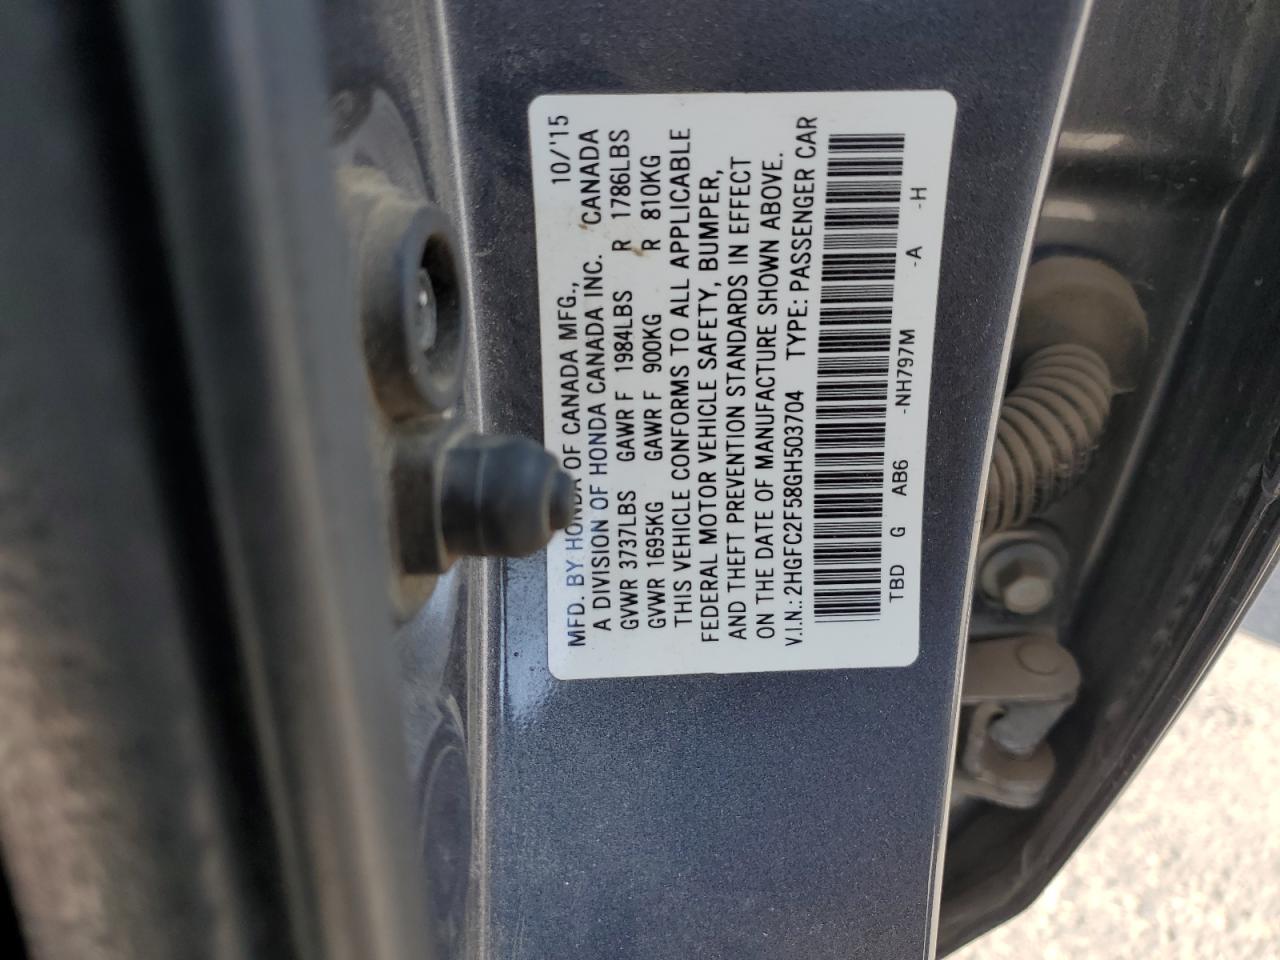 MFD. BY HONDA OF CANADA MFG., 10/'15
A DIVISION OF HONDA CANADA INC. CANADA
GVWR 3737LBS GAWR F 1984LBS R 1786LBS
GVWR 1695KG GAWR F 900KG R 810KG
THIS VEHICLE CONFORMS TO ALL APPLICABLE
FEDERAL MOTOR VEHICLE SAFETY, BUMPER,
AND THEFT PREVENTION STANDARDS IN EFFECT
ON THE DATE OF MANUFACTURE SHOWN ABOVE.
V.I.N.: 2HGFC2F58GH503704 TYPE: PASSENGER CAR
TBD G AB6 -NH797M -A -H